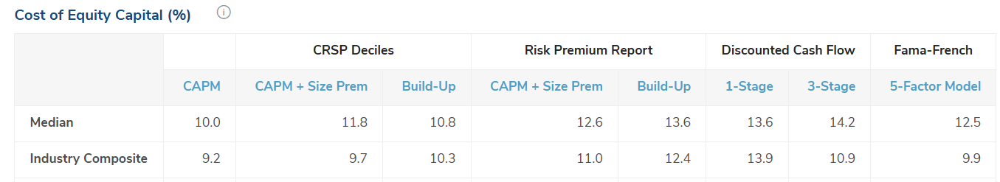 Cost of Equity Capital (%)
CRSP Deciles Risk Premium Report Discounted Cash Flow Fama-French
CAPM CAPM + Size Prem Build-Up CAPM + Size Prem Build-Up 1-Stage 3-Stage 5-Factor Model
Median 10.0 11.8 10.8 12.6 13.6 13.6 14.2 12.5
Industry Composite 9.2 9.7 10.3 11.0 12.4 13.9 10.9 9.9